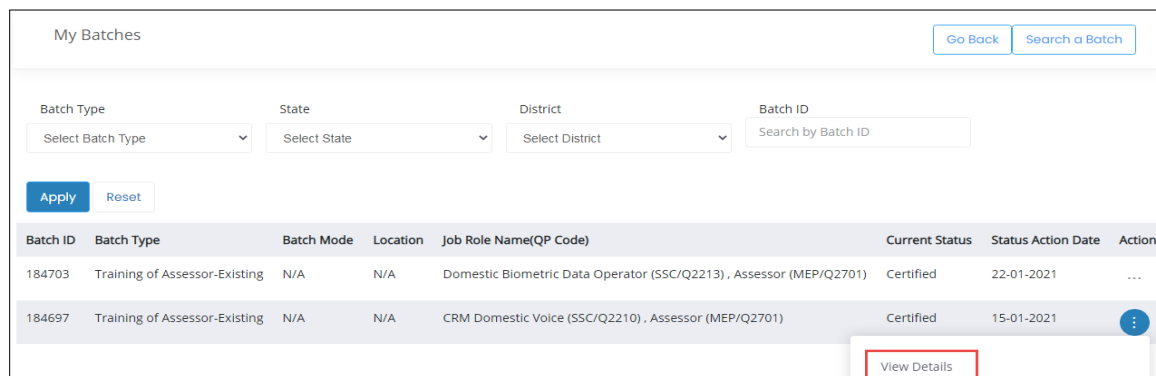 My Batches
Go Back Search a Batch
Batch Type State District Batch ID
Select Batch Type Select State Select District Search by Batch ID
Apply Reset
Batch ID Batch Type Batch Mode Location Job Role Name(QP Code) Current Status Status Action Date Action
184703 Training of Assessor-Existing N/A N/A Domestic Biometric Data Operator (SSC/Q2213) , Assessor (MEP/Q2701) Certified 22-01-2021 ...
184697 Training of Assessor-Existing N/A N/A CRM Domestic Voice (SSC/Q2210) , Assessor (MEP/Q2701) Certified 15-01-2021
View Details